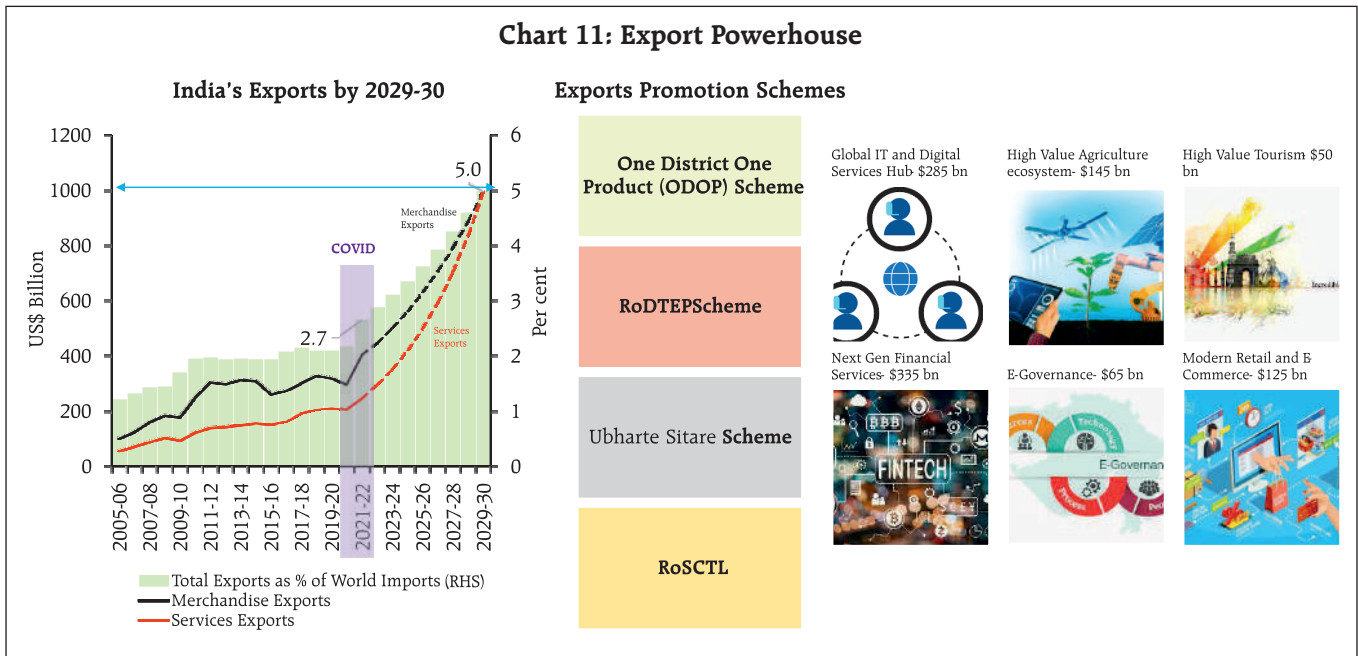 Chart 11: Export Powerhouse
India's Exports by 2029-30
1200
1000
800
600
400
200
0
US$ Billion
6
5
4
3
2
1
0
Per cent
5.0
Merchandise
Exports
COVID
2.7
Services
Exports
2005-06
2007-08
2009-10
2011-12
2013-14
2015-16
2017-18
2019-20
2021-22
2023-24
2025-26
2027-28
2029-30
Total Exports as % of World Imports (RHS)
Merchandise Exports
Services Exports
Exports Promotion Schemes
One District One
Product (ODOP) Scheme
RoDTEPScheme
Ubharte Sitare Scheme
RoSCTL
Global IT and Digital
Services Hub $285 bn
High Value Agriculture
ecosystem- $145 bn
High Value Tourism $50
bn
Next Gen Financial
Services- $335 bn
BBB
FINTECH
E-Governance- $65 bn
Technology
E-Governan
Process
Modern Retail and E
Commerce- $125 bn